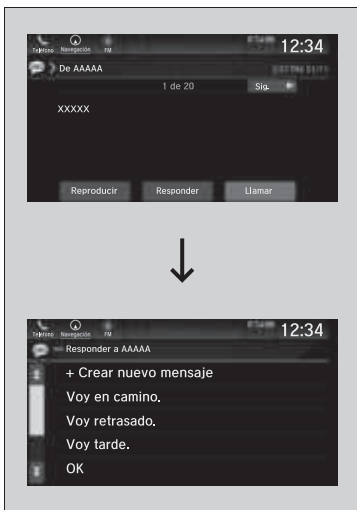 Teléfono Navegación FM 12:34
De AAAAA
1 de 20 Sig.
XXXXX
Reproducir Responder Llamar
Teléfono Navegación FM 12:34
Responder a AAAAA
+ Crear nuevo mensaje
Voy en camino.
Voy retrasado.
Voy tarde.
OK